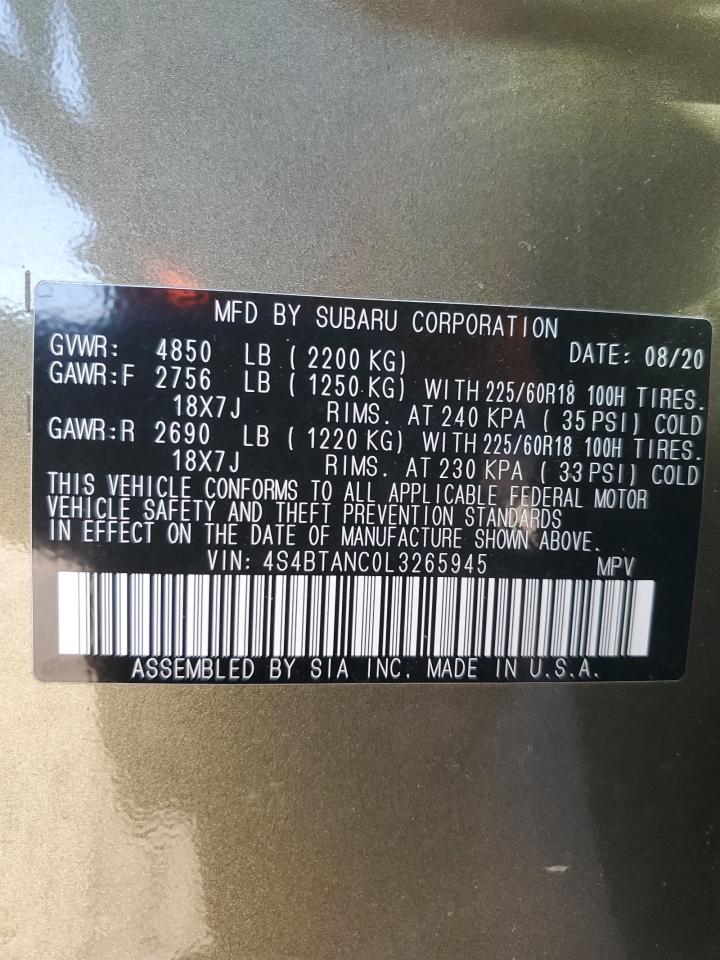 MFD BY SUBARU CORPORATION
GVWR: 4850 LB ( 2200 KG) DATE: 08/20
GAWR:F 2756 LB ( 1250 KG) WITH 225/60R18 100H TIRES.
18X7J RIMS. AT 240 KPA ( 35 PSI) COLD
GAWR:R 2690 LB ( 1220 KG) WITH 225/60R18 100H TIRES.
18X7J RIMS. AT 230 KPA ( 33 PSI) COLD
THIS VEHICLE CONFORMS TO ALL APPLICABLE FEDERAL MOTOR
VEHICLE SAFETY AND THEFT PREVENTION STANDARDS
IN EFFECT ON THE DATE OF MANUFACTURE SHOWN ABOVE.
VIN: 4S4BTANC0L3265945 MPV
ASSEMBLED BY SIA INC. MADE IN U.S.A.